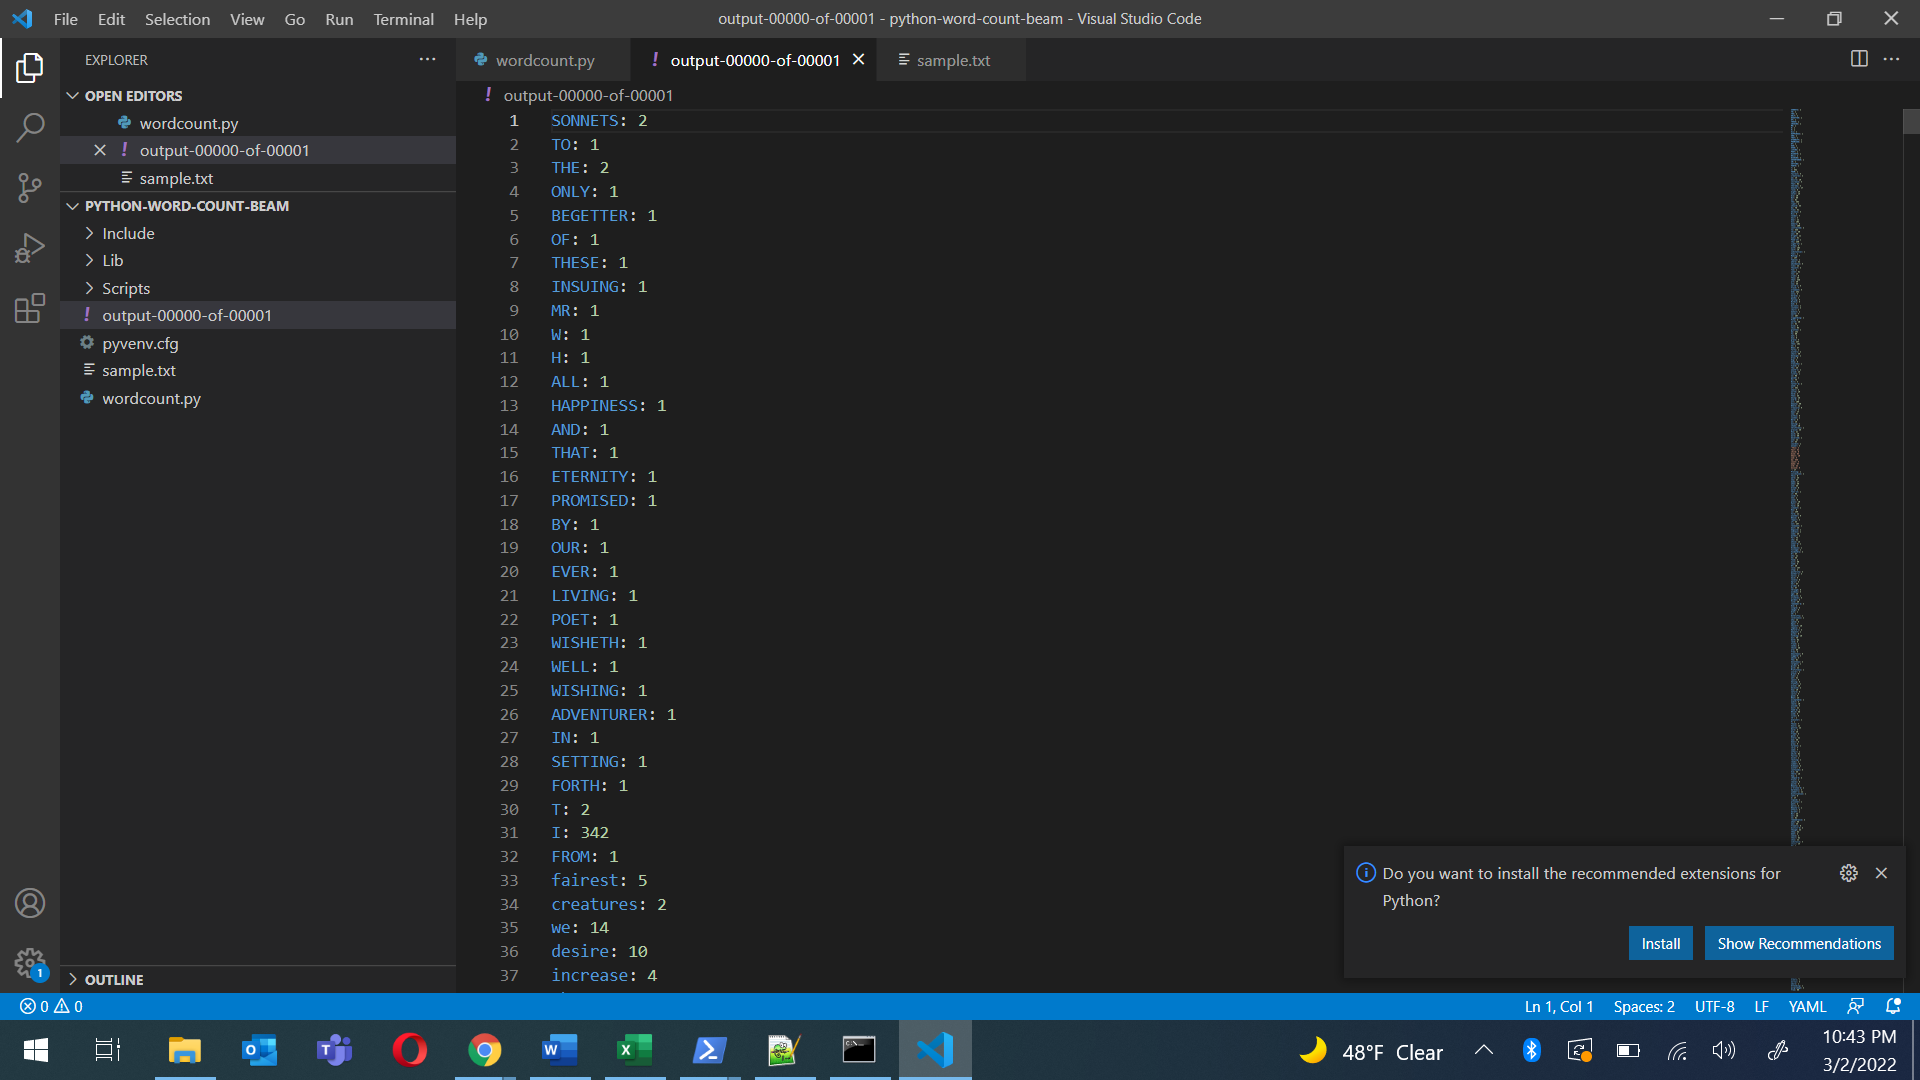 File Edit Selection View Go Run Terminal Help
output-00000-of-00001 - python-word-count-beam - Visual Studio Code
EXPLORER
OPEN EDITORS
wordcount.py
output-00000-of-00001
sample.txt
PYTHON-WORD-COUNT-BEAM
Include
Lib
Scripts
output-00000-of-00001
pyvenv.cfg
sample.txt
wordcount.py
OUTLINE
wordcount.py ! output-00000-of-00001 sample.txt
! output-00000-of-00001
1 SONNETS: 2
2 TO: 1
3 THE: 2
4 ONLY: 1
5 BEGETTER: 1
6 OF: 1
7 THESE: 1
8 INSUING: 1
9 MR: 1
10 W: 1
11 H: 1
12 ALL: 1
13 HAPPINESS: 1
14 AND: 1
15 THAT: 1
16 ETERNITY: 1
17 PROMISED: 1
18 BY: 1
19 OUR: 1
20 EVER: 1
21 LIVING: 1
22 POET: 1
23 WISHETH: 1
24 WELL: 1
25 WISHING: 1
26 ADVENTURER: 1
27 IN: 1
28 SETTING: 1
29 FORTH: 1
30 T: 2
31 I: 342
32 FROM: 1
33 fairest: 5
34 creatures: 2
35 we: 14
36 desire: 10
37 increase: 4
Do you want to install the recommended extensions for
Python?
Install Show Recommendations
1
0 0
Ln 1, Col 1 Spaces: 2 UTF-8 LF YAML
48°F Clear
10:43 PM
3/2/2022